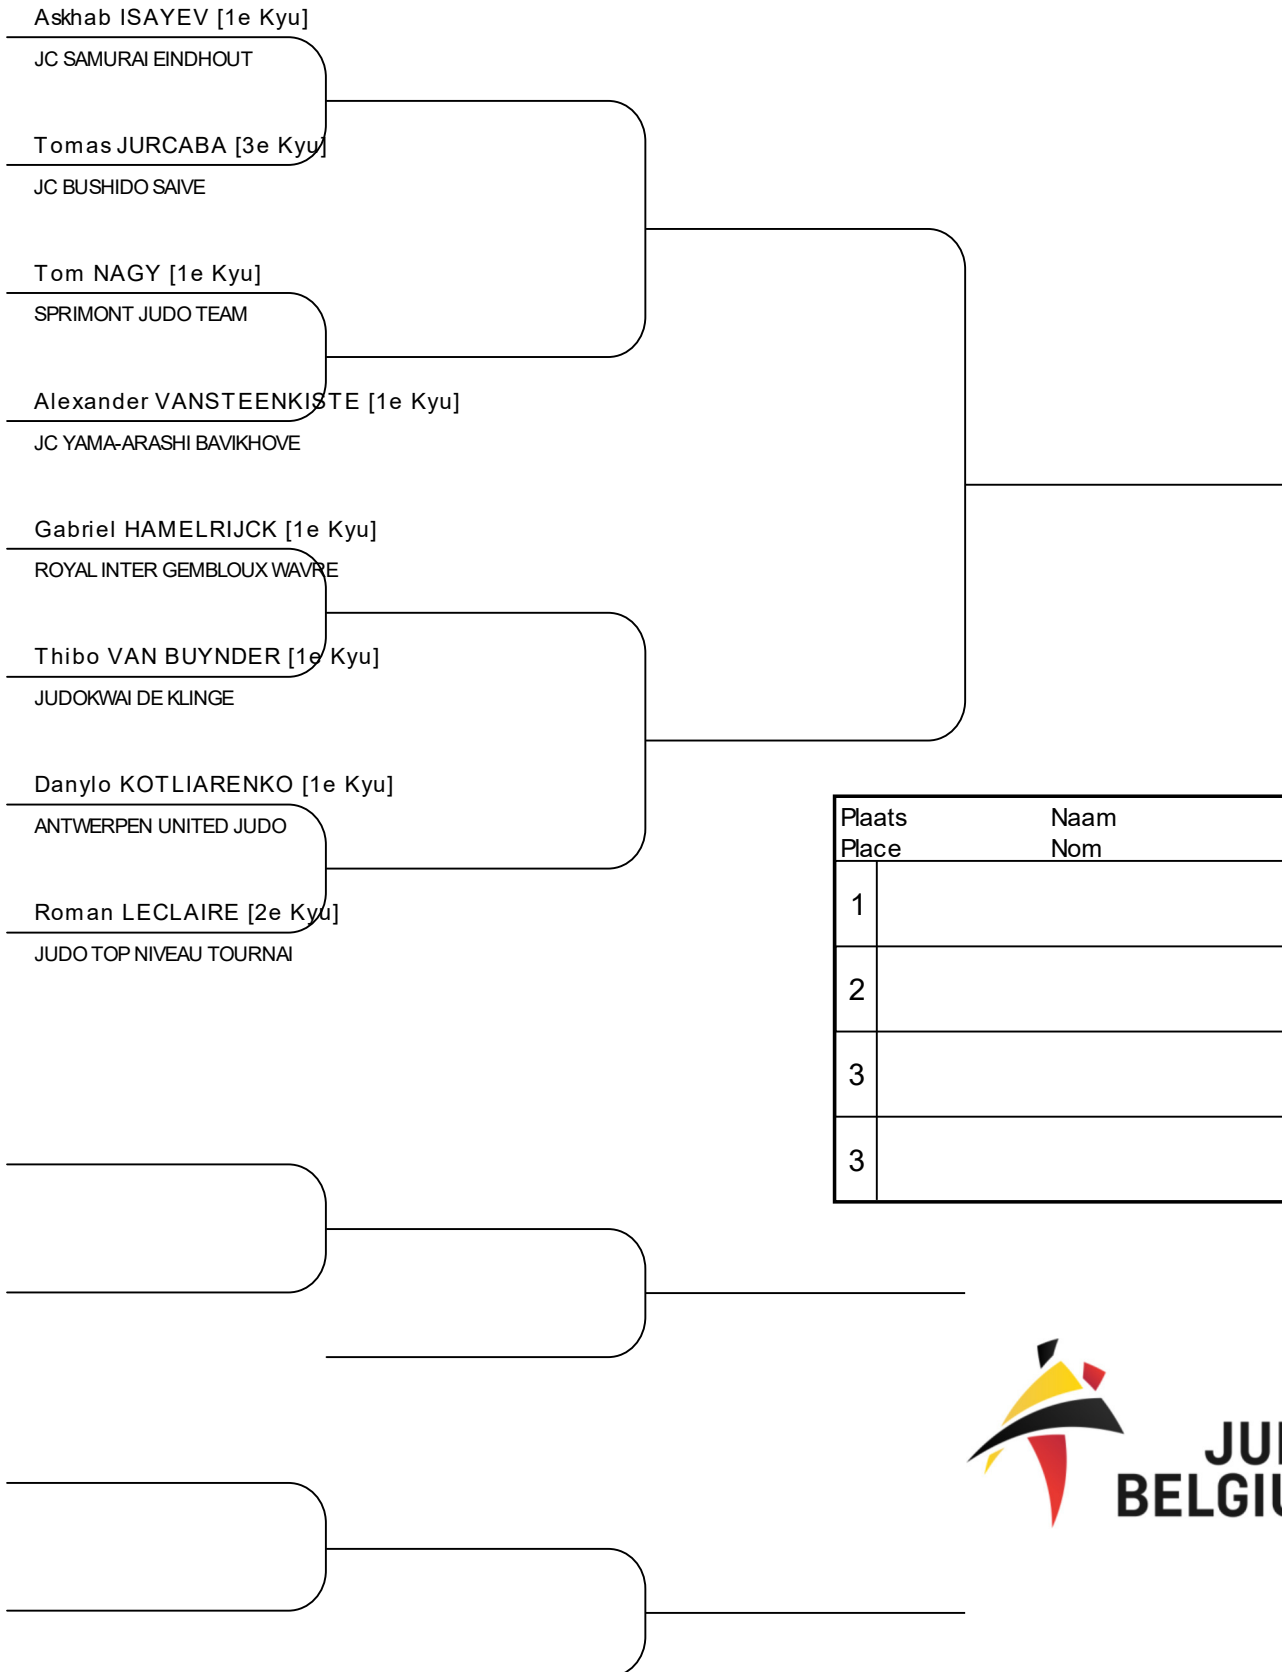 Askhab ISAYEV [1e Kyu]
JC SAMURAI EINDHOUT
Tomas JURCABA [3e Kyu]
JC BUSHIDO SAIVE
Tom NAGY [1e Kyu]
SPRIMONT JUDO TEAM
Alexander VANSTEENKISTE [1e Kyu]
JC YAMA-ARASHI BAVIKHOVE
Gabriel HAMELRIJCK [1e Kyu]
ROYAL INTER GEMBLOUX WAVRE
Thibo VAN BUYNDER [1e Kyu]
JUDOKWAI DE KLINGE
Danylo KOTLIARENKO [1e Kyu]
ANTWERPEN UNITED JUDO
Roman LECLAIRE [2e Kyu]
JUDO TOP NIVEAU TOURNAI
Plaats Naam
Place Nom
1
2
3
3
JU
BELGIU